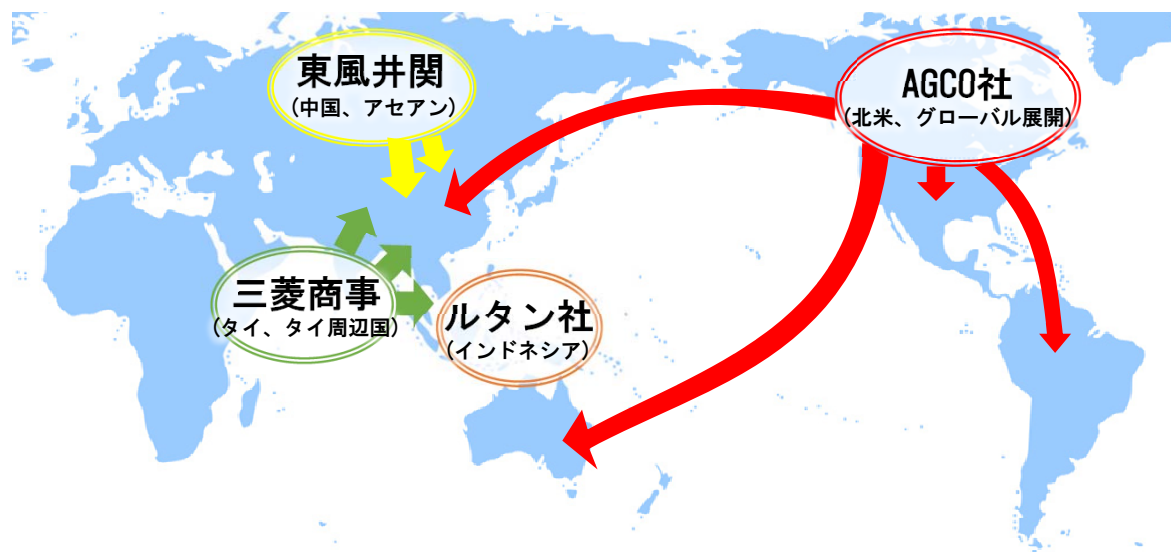 東風井関
(中国、アセアン)
AGCO社
(北米、グローバル展開)
三菱商事
(タイ、タイ周辺国)
ルタン社
(インドネシア)